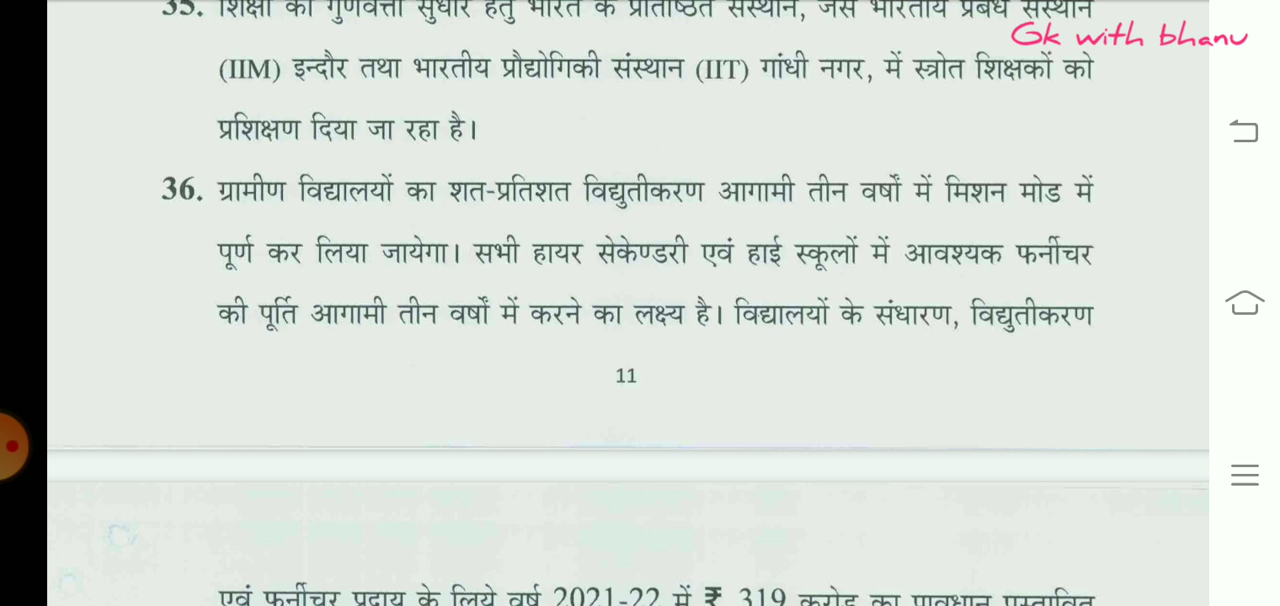 35. शिक्षा की गुणवत्ता सुधार हेतु भारत के प्रतिष्ठित संस्थान, जैसे भारतीय प्रबंध संस्थान
Gk with bhanu
(IIM) इन्दौर तथा भारतीय प्रौद्योगिकी संस्थान (IIT) गांधी नगर, में स्त्रोत शिक्षकों को
प्रशिक्षण दिया जा रहा है।
36. ग्रामीण विद्यालयों का शत-प्रतिशत विद्युतीकरण आगामी तीन वर्षों में मिशन मोड में
पूर्ण कर लिया जायेगा। सभी हायर सेकेण्डरी एवं हाई स्कूलों में आवश्यक फर्नीचर
की पूर्ति आगामी तीन वर्षों में करने का लक्ष्य है। विद्यालयों के संधारण, विद्युतीकरण
11
एवं फर्नीचर प्रदाय के लिये वर्ष 2021-22 में ₹ 319 करोड़ का प्रावधान प्रस्तावित